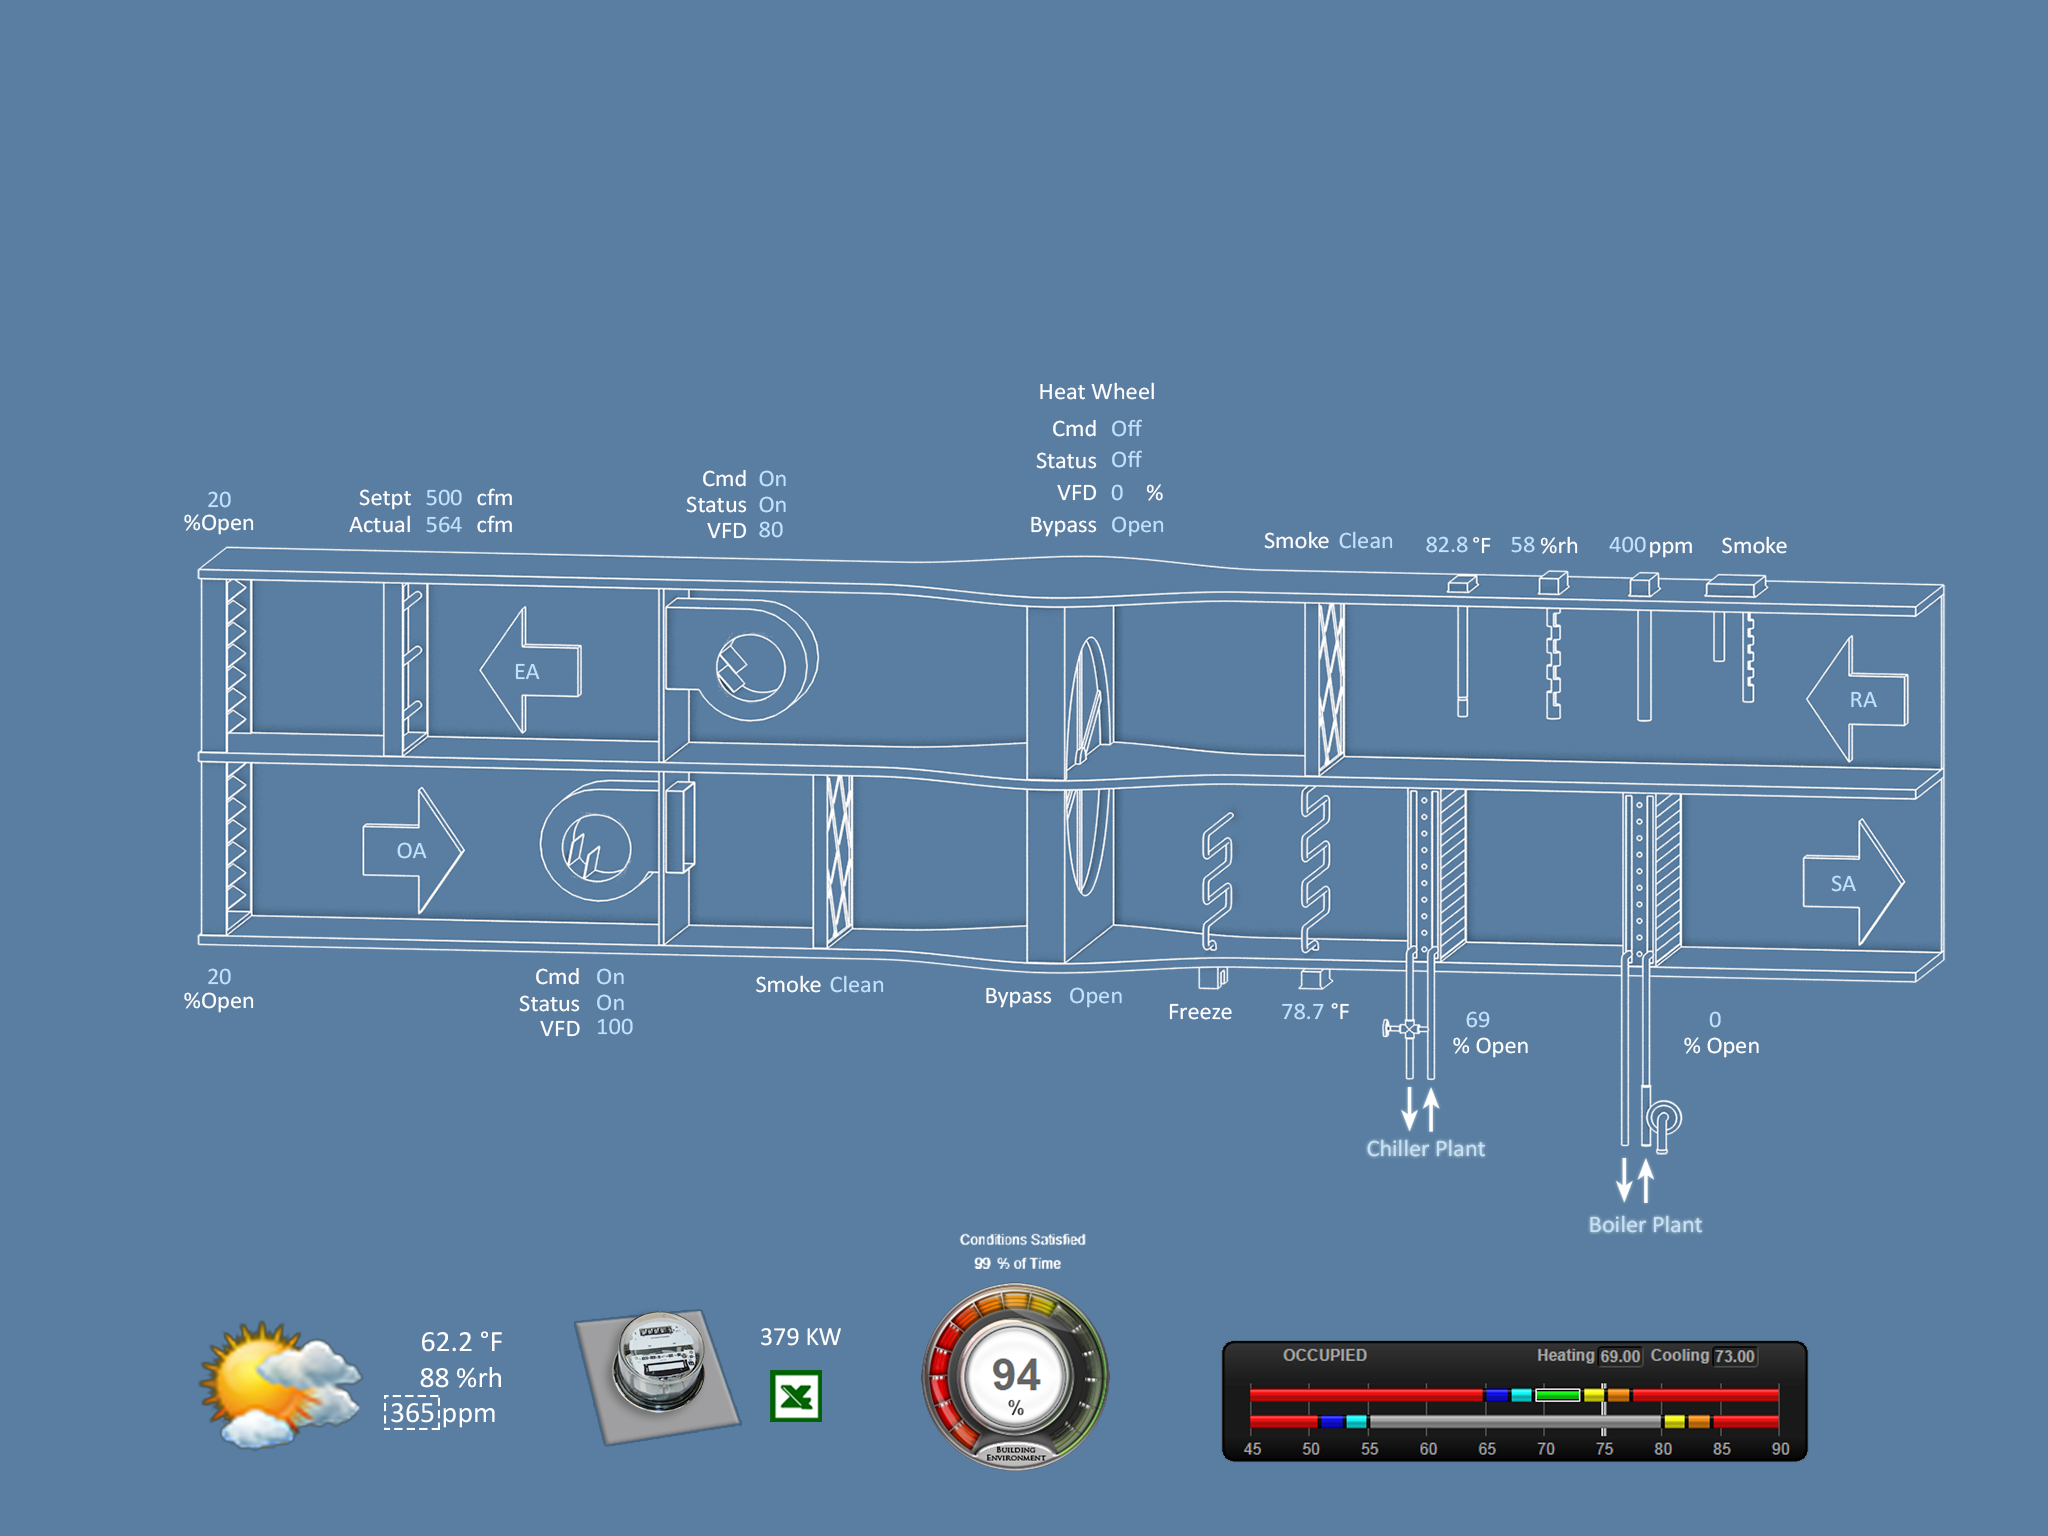 Heat Wheel
Cmd Off
Status Off
VFD 0 %
Bypass Open
20
%Open
Setpt 500 cfm
Actual 564 cfm
Cmd On
Status On
VFD 80
Smoke Clean
82.8 °F
58 %rh
400 ppm
Smoke
EA
RA
OA
SA
20
%Open
Cmd On
Status On
VFD 100
Smoke Clean
Bypass Open
Freeze
78.7 °F
69
% Open
0
% Open
Chiller Plant
Boiler Plant
62.2 °F
88 %rh
365 ppm
379 KW
Conditions Satisfied
99 % of Time
94
%
BUILDING
ENVIRONMENT
OCCUPIED Heating 69.00 Cooling 73.00
45 50 55 60 65 70 75 80 85 90